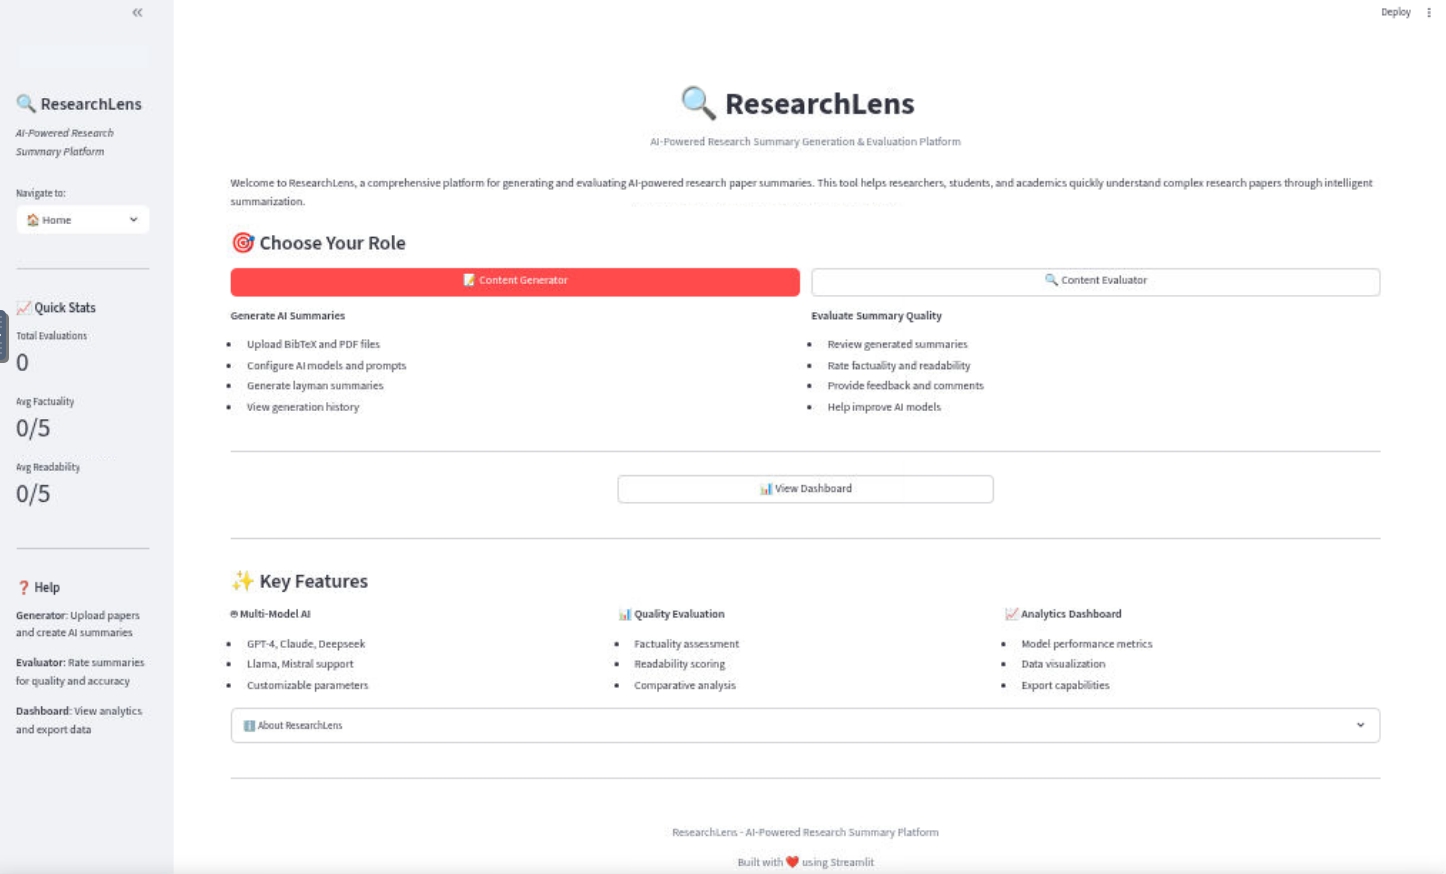 Deploy
ResearchLens
AI-Powered Research
Summary Platform
Navigate to:
Home
Quick Stats
Total Evaluations
0
Avg Factuality
0/5
Avg Readability
0/5
Help
Generator: Upload papers
and create AI summaries
Evaluator: Rate summaries
for quality and accuracy
Dashboard: View analytics
and export data
ResearchLens
AI-Powered Research Summary Generation & Evaluation Platform
Welcome to ResearchLens, a comprehensive platform for generating and evaluating AI-powered research paper summaries. This tool helps researchers, students, and academics quickly understand complex research papers through intelligent
summarization.
Choose Your Role
Content Generator
Generate AI Summaries
Upload BibTeX and PDF files
Configure AI models and prompts
Generate layman summaries
View generation history
Content Evaluator
Evaluate Summary Quality
Review generated summaries
Rate factuality and readability
Provide feedback and comments
Help improve AI models
View Dashboard
Key Features
Multi-Model AI
GPT-4, Claude, Deepseek
Llama, Mistral support
Customizable parameters
Quality Evaluation
Factuality assessment
Readability scoring
Comparative analysis
Analytics Dashboard
Model performance metrics
Data visualization
Export capabilities
About ResearchLens
ResearchLens - AI-Powered Research Summary Platform
Built with ❤️ using Streamlit